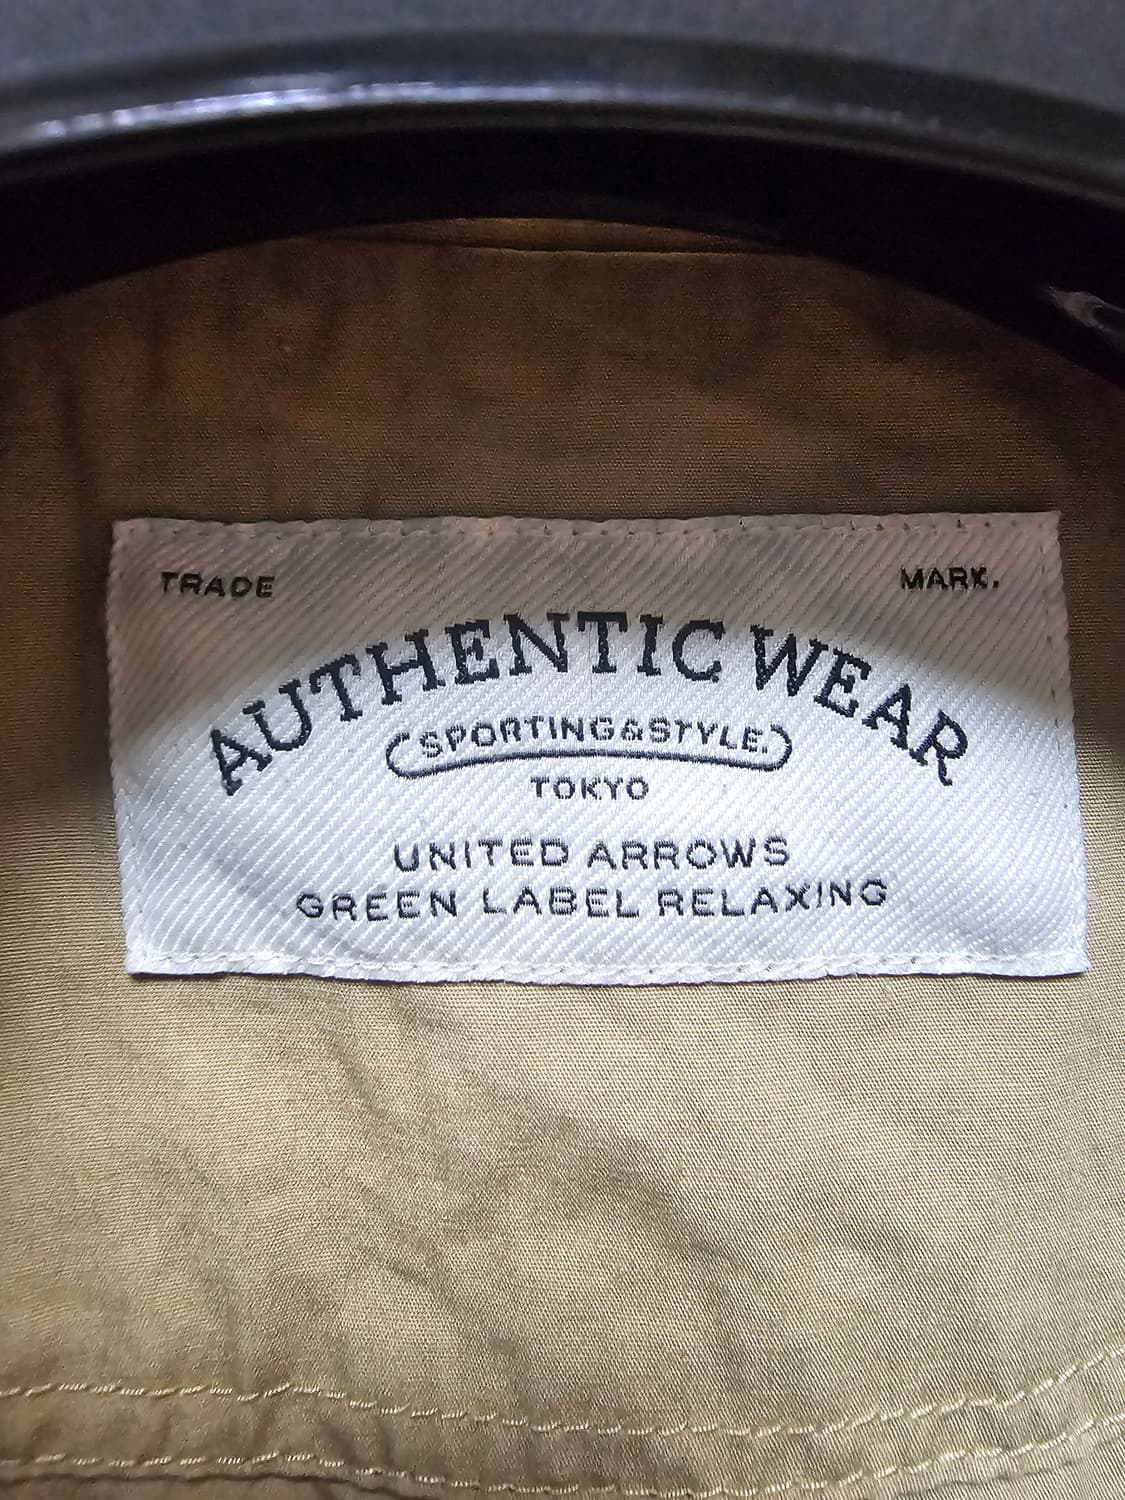 TRADE MARK.
AUTHENTIC WEAR
SPORTING&STYLE.
TOKYO
UNITED ARROWS
GREEN LABEL RELAXING